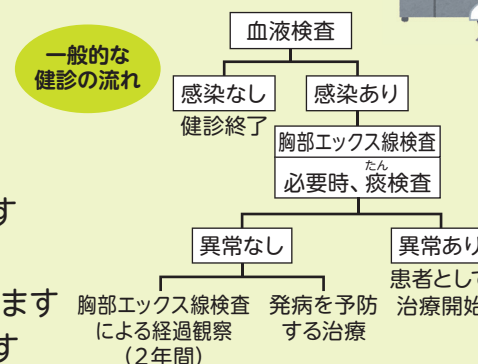 一般的な
健診の流れ
血液検査
感染なし
感染あり
健診終了
胸部エックス線検査
必要時、痰検査
たん
す
異常なし
異常あり
患者として
治療開始
ます
胸部エックス線検査
による経過観察
（2年間）
発病を予防
する治療
す